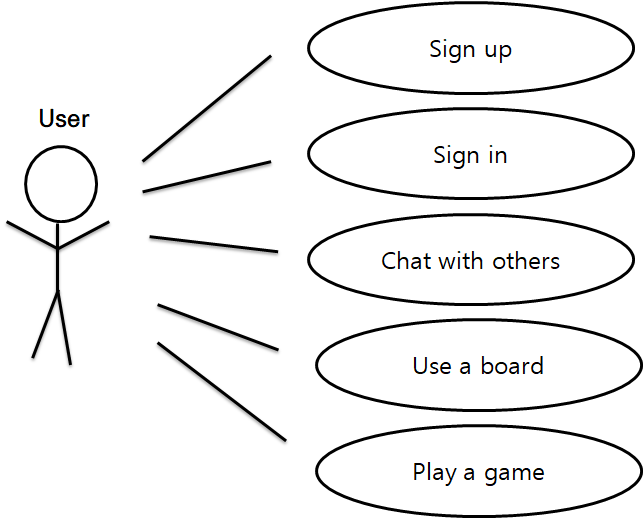 User
Sign up
Sign in
Chat with others
Use a board
Play a game